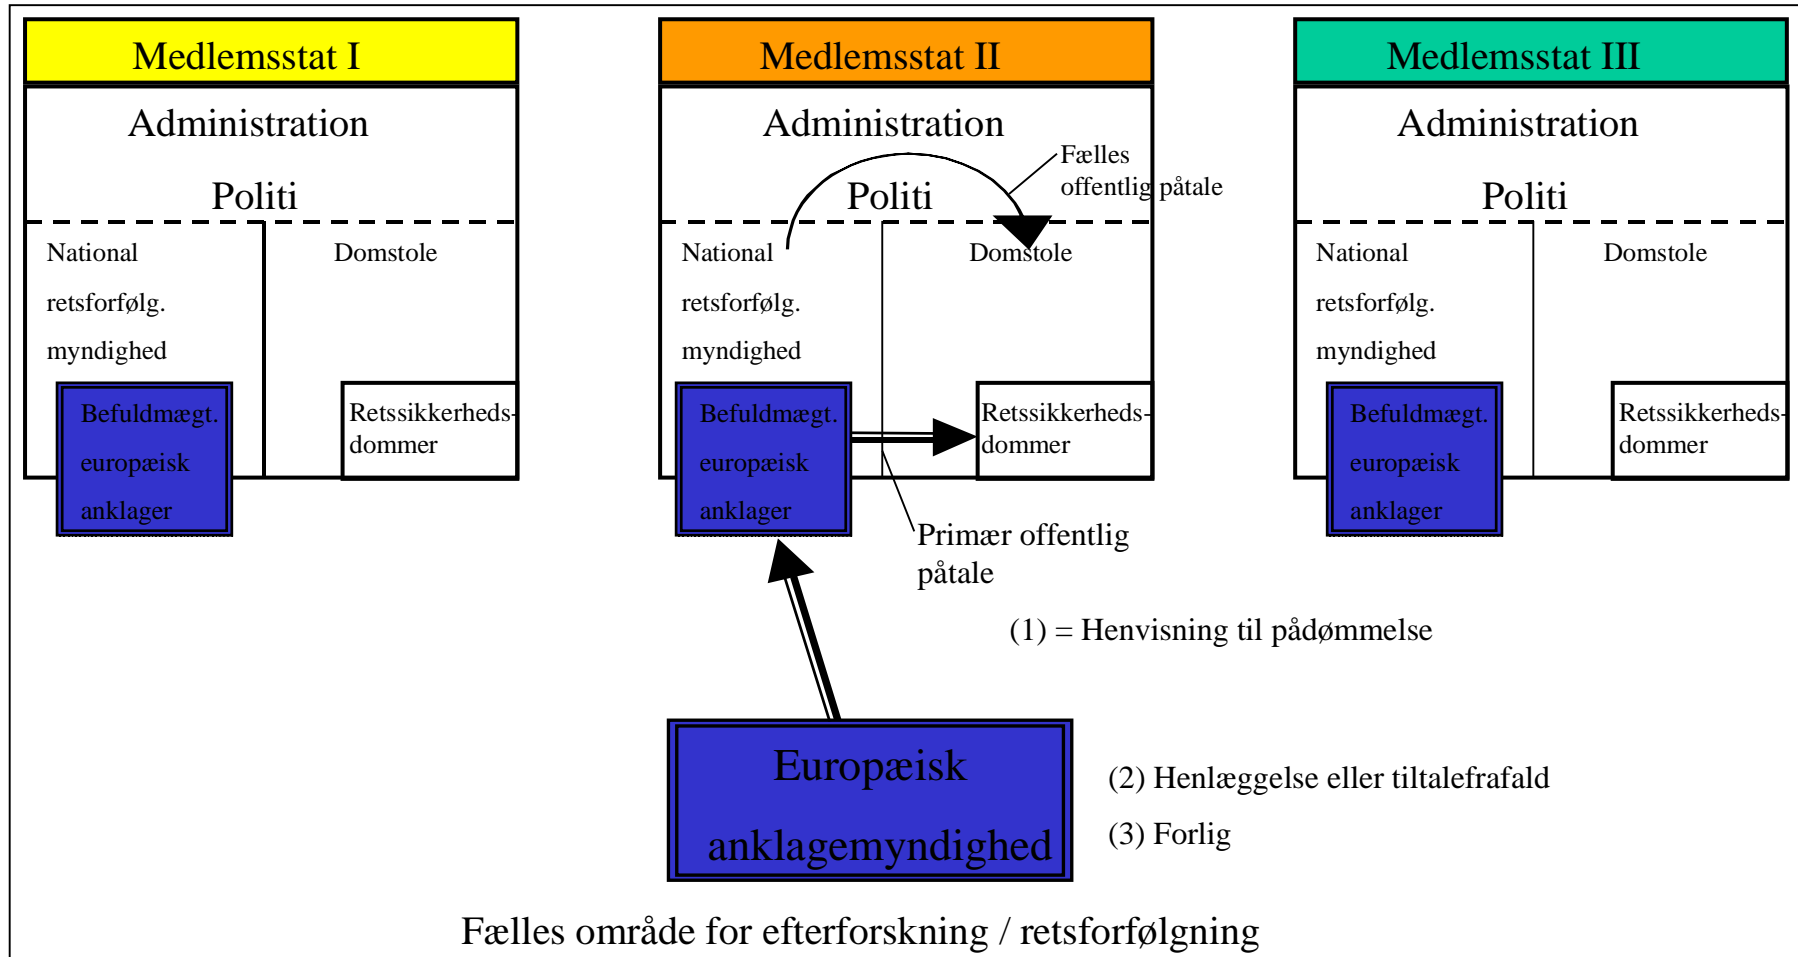 Medlemsstat I
Administration
Politi
National
retsforfølg.
myndighed
Domstole
Befuldmægt.
europæisk
anklager
Retssikkerheds-
dommer
Medlemsstat II
Administration
Fælles
offentlig påtale
Politi
National
retsforfølg.
myndighed
Domstole
Befuldmægt.
europæisk
anklager
Retssikkerheds-
dommer
Primær offentlig
påtale
Medlemsstat III
Administration
Politi
National
retsforfølg.
myndighed
Domstole
Befuldmægt.
europæisk
anklager
Retssikkerheds-
dommer
(1) = Henvisning til pådømmelse
Europæisk
anklagemyndighed
(2) Henlæggelse eller tiltalefrafald
(3) Forlig
Fælles område for efterforskning / retsforfølgning